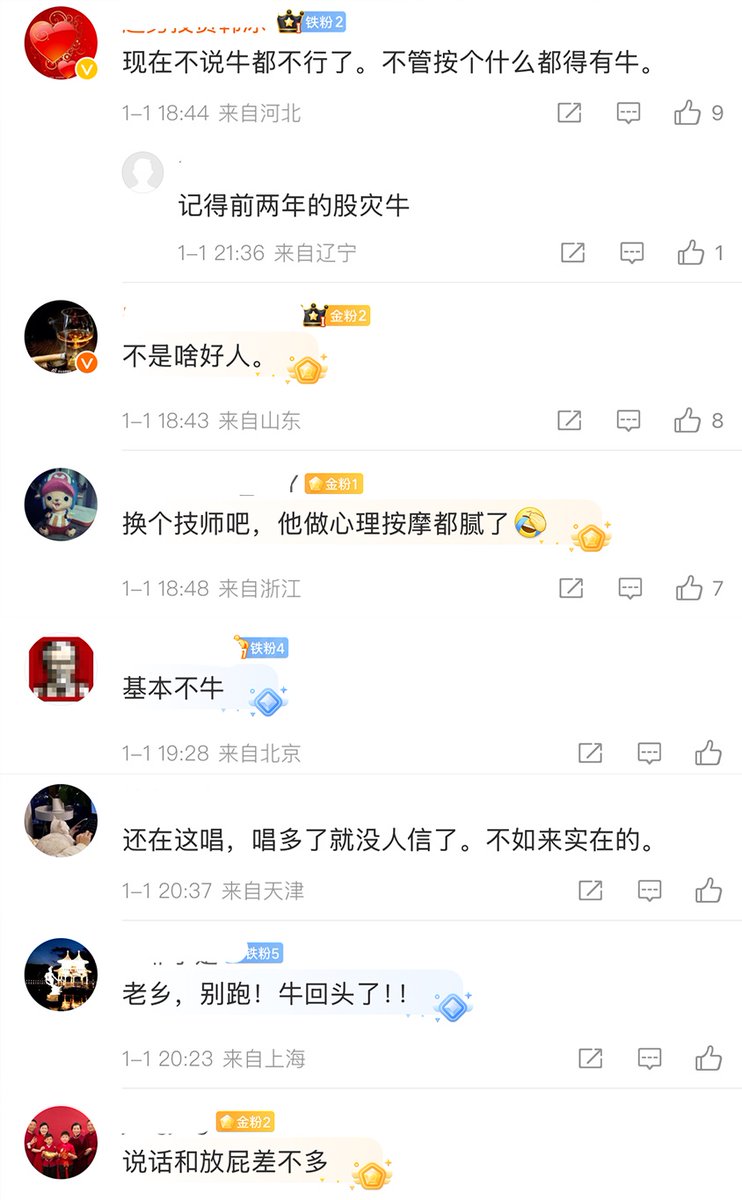 铁粉2
现在不说牛都不行了。不管按个什么都得有牛。
1-1 18:44 来自河北 9
记得前两年的股灾牛
1-1 21:36 来自辽宁 1
金粉2
不是啥好人。
1-1 18:43 来自山东 8
金粉1
换个技师吧，他做心理按摩都腻了
1-1 18:48 来自浙江 7
铁粉4
基本不牛
1-1 19:28 来自北京
还在这唱，唱多了就没人信了。不如来实在的。
1-1 20:37 来自天津
铁粉5
老乡，别跑！牛回头了！！
1-1 20:23 来自上海
金粉2
说话和放屁差不多